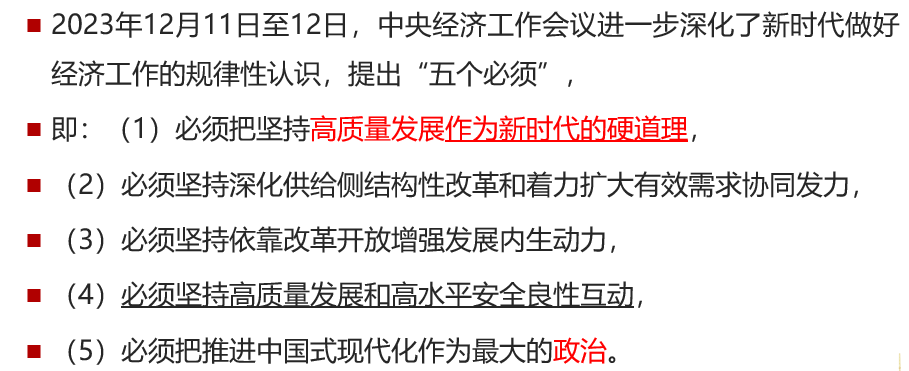 2023年12月11日至12日，中央经济工作会议进一步深化了新时代做好
经济工作的规律性认识，提出“五个必须”，
即：（1）必须把坚持高质量发展作为新时代的硬道理，
（2）必须坚持深化供给侧结构性改革和着力扩大有效需求协同发力，
（3）必须坚持依靠改革开放增强发展内生动力，
（4）必须坚持高质量发展和高水平安全良性互动，
（5）必须把推进中国式现代化作为最大的政治。